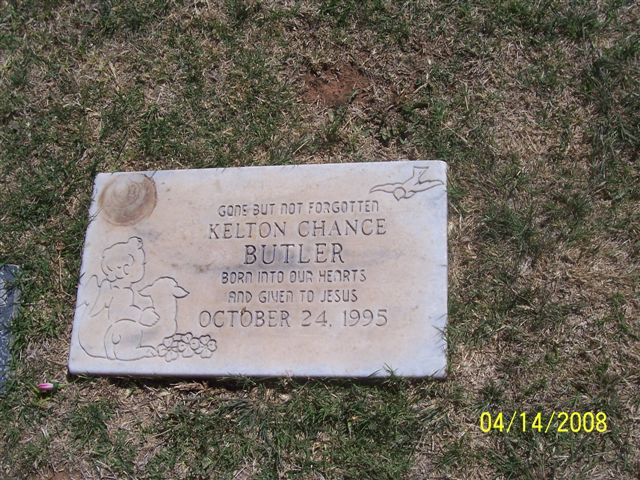 GONE BUT NOT FORGOTTEN
KELTON CHANCE
BUTLER
BORN INTO OUR HEARTS
AND GIVEN TO JESUS
OCTOBER 24, 1995
04/14/2008